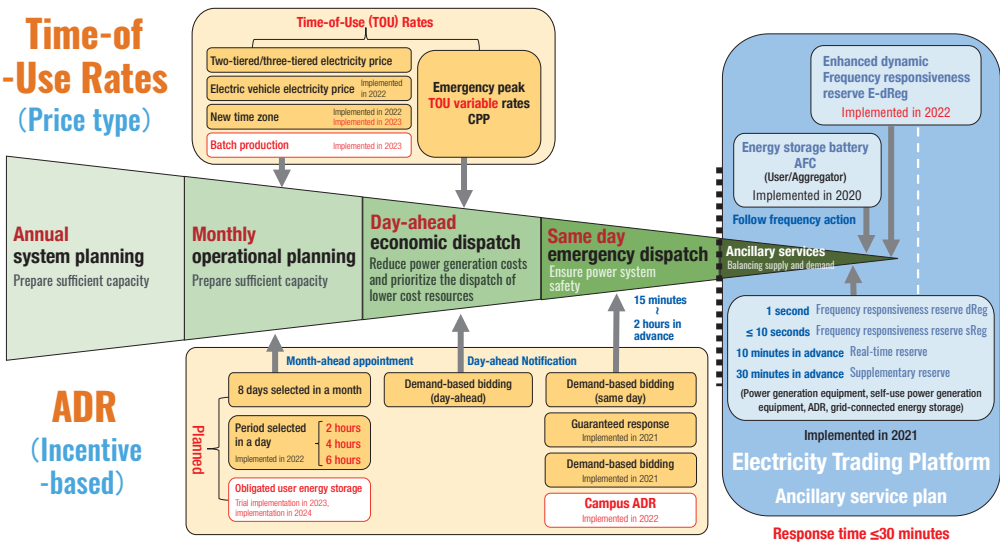 Time-of
-Use Rates
(Price type)
Time-of-Use (TOU) Rates
Two-tiered/three-tiered electricity price
Electric vehicle electricity price
Implemented
in 2022
New time zone
Implemented in 2022
Implemented in 2023
Batch production
Implemented in 2023
Emergency peak
TOU variable rates
CPP
Enhanced dynamic
Frequency responsiveness
reserve E-dReg
Implemented in 2022
Energy storage battery
AFC
(User/Aggregator)
Implemented in 2020
Follow frequency action
Annual
system planning
Prepare sufficient capacity
Monthly
operational planning
Prepare sufficient capacity
Day-ahead
economic dispatch
Reduce power generation costs
and prioritize the dispatch of
lower cost resources
Same day
emergency dispatch
Ensure power system
safety
Ancillary services
Balancing supply and demand
15 minutes
~
2 hours in
advance
ADR
(Incentive
-based)
Month-ahead appointment
Day-ahead Notification
Planned
8 days selected in a month
Period selected
in a day
Implemented in 2022
2 hours
4 hours
6 hours
Obligated user energy storage
Trial implementation in 2023,
implementation in 2024
Demand-based bidding
(day-ahead)
Demand-based bidding
(same day)
Guaranteed response
Implemented in 2021
Demand-based bidding
Implemented in 2021
Campus ADR
Implemented in 2022
1 second Frequency responsiveness reserve dReg
≤ 10 seconds Frequency responsiveness reserve sReg
10 minutes in advance Real-time reserve
30 minutes in advance Supplementary reserve
(Power generation equipment, self-use power generation
equipment, ADR, grid-connected energy storage)
Implemented in 2021
Electricity Trading Platform
Ancillary service plan
Response time ≤30 minutes